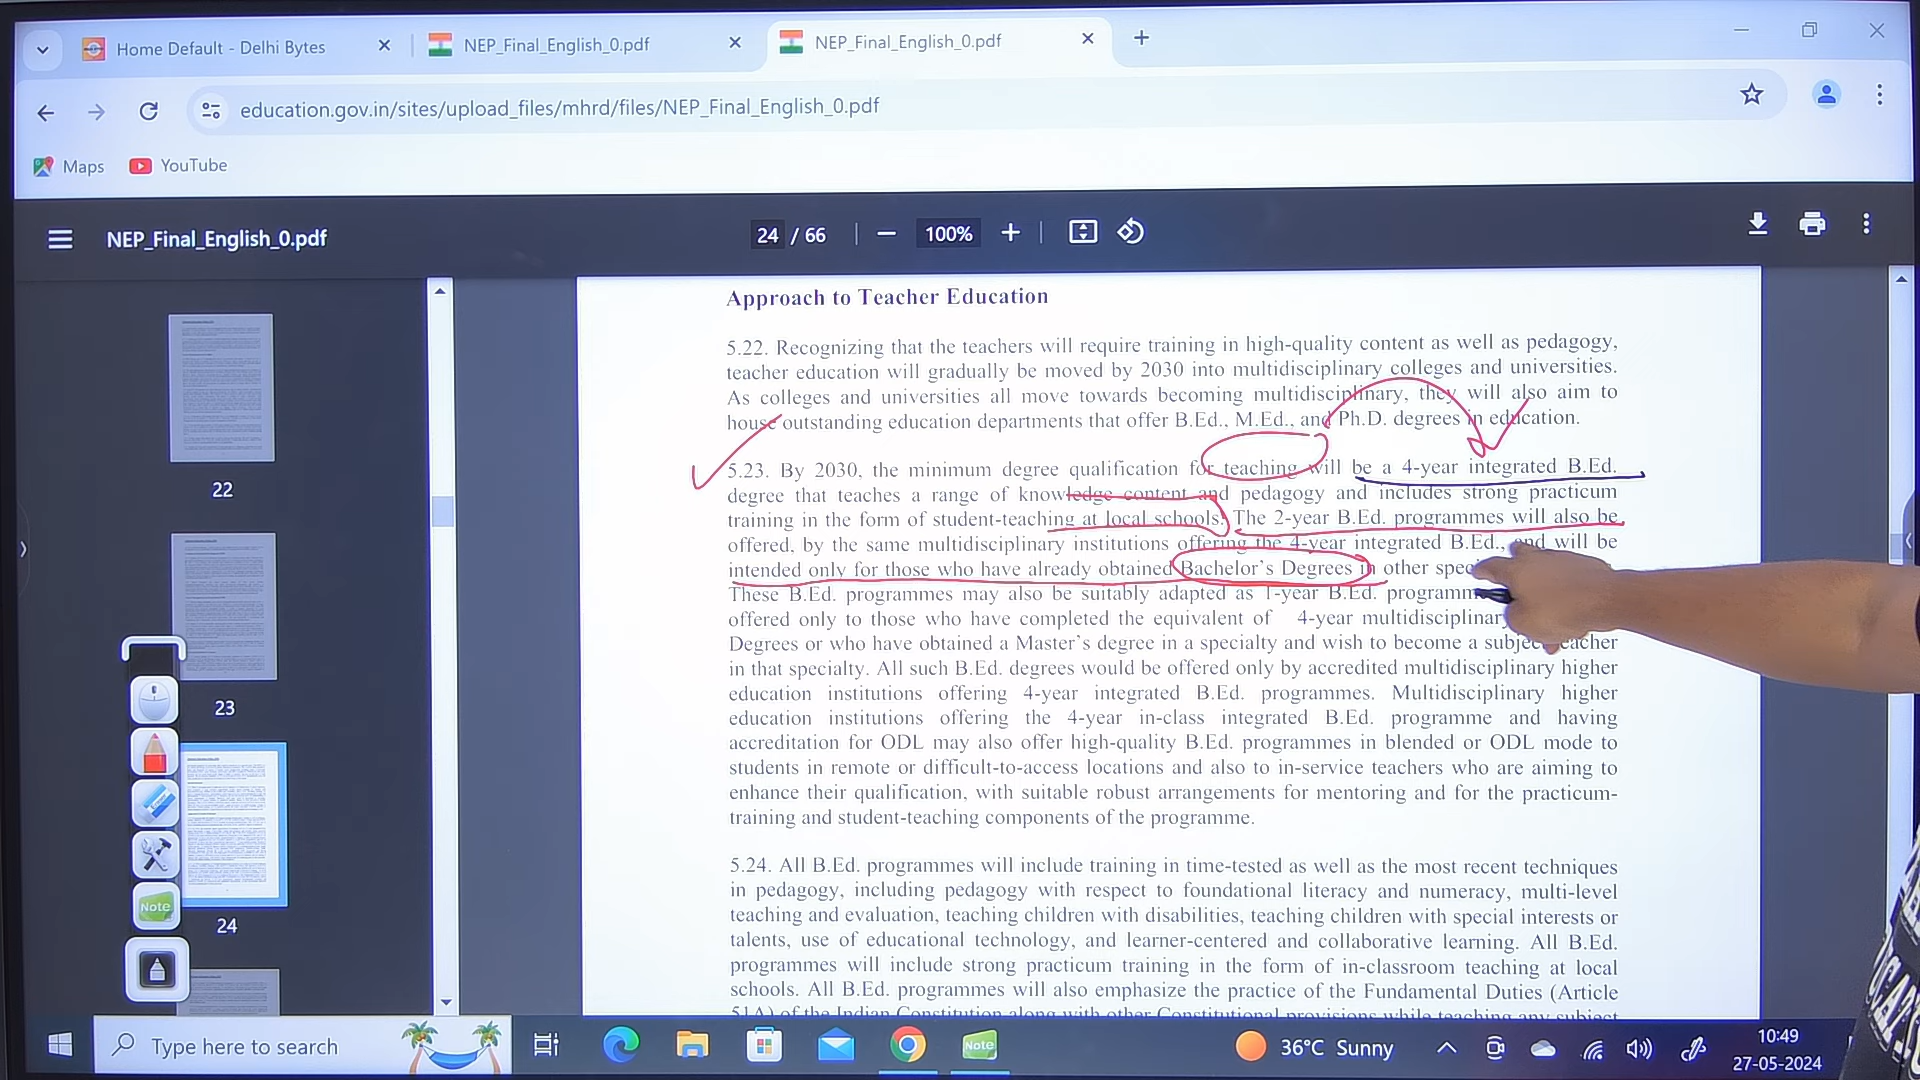 Home Default - Delhi Bytes
NEP_Final_English_0.pdf
NEP_Final_English_0.pdf
education.gov.in/sites/upload_files/mhrd/files/NEP_Final_English_0.pdf
Maps
YouTube
NEP_Final_English_0.pdf
24 / 66
100%
22
23
24
Note
Approach to Teacher Education
5.22. Recognizing that the teachers will require training in high-quality content as well as pedagogy,
teacher education will gradually be moved by 2030 into multidisciplinary colleges and universities.
As colleges and universities all move towards becoming multidisciplinary, they will also aim to
house outstanding education departments that offer B.Ed., M.Ed., and Ph.D. degrees in education.
5.23. By 2030, the minimum degree qualification for teaching will be a 4-year integrated B.Ed.
degree that teaches a range of knowledge content and pedagogy and includes strong practicum
training in the form of student-teaching at local schools. The 2-year B.Ed. programmes will also be
offered, by the same multidisciplinary institutions offering the 4-year integrated B.Ed., and will be
intended only for those who have already obtained Bachelor's Degrees in other
These B.Ed. programmes may also be suitably adapted as 1-year B.Ed.
offered only to those who have completed the equivalent of 4-year multidisciplinary
Degrees or who have obtained a Master's degree in a specialty and wish to become a subject teacher
in that specialty. All such B.Ed. degrees would be offered only by accredited multidisciplinary higher
education institutions offering 4-year integrated B.Ed. programmes. Multidisciplinary higher
education institutions offering the 4-year in-class integrated B.Ed. programme and having
accreditation for ODL may also offer high-quality B.Ed. programmes in blended or ODL mode to
students in remote or difficult-to-access locations and also to in-service teachers who are aiming to
enhance their qualification, with suitable robust arrangements for mentoring and for the practicum-
training and student-teaching components of the programme.
5.24. All B.Ed. programmes will include training in time-tested as well as the most recent techniques
in pedagogy, including pedagogy with respect to foundational literacy and numeracy, multi-level
teaching and evaluation, teaching children with disabilities, teaching children with special interests or
talents, use of educational technology, and learner-centered and collaborative learning. All B.Ed.
programmes will include strong practicum training in the form of in-classroom teaching at local
schools. All B.Ed. programmes will also emphasize the practice of the Fundamental Duties (Article
51A) of the Indian Constitution along with other Constitutional provisions while teaching any subject
Type here to search
Note
36°C Sunny
10:49
27-05-2024